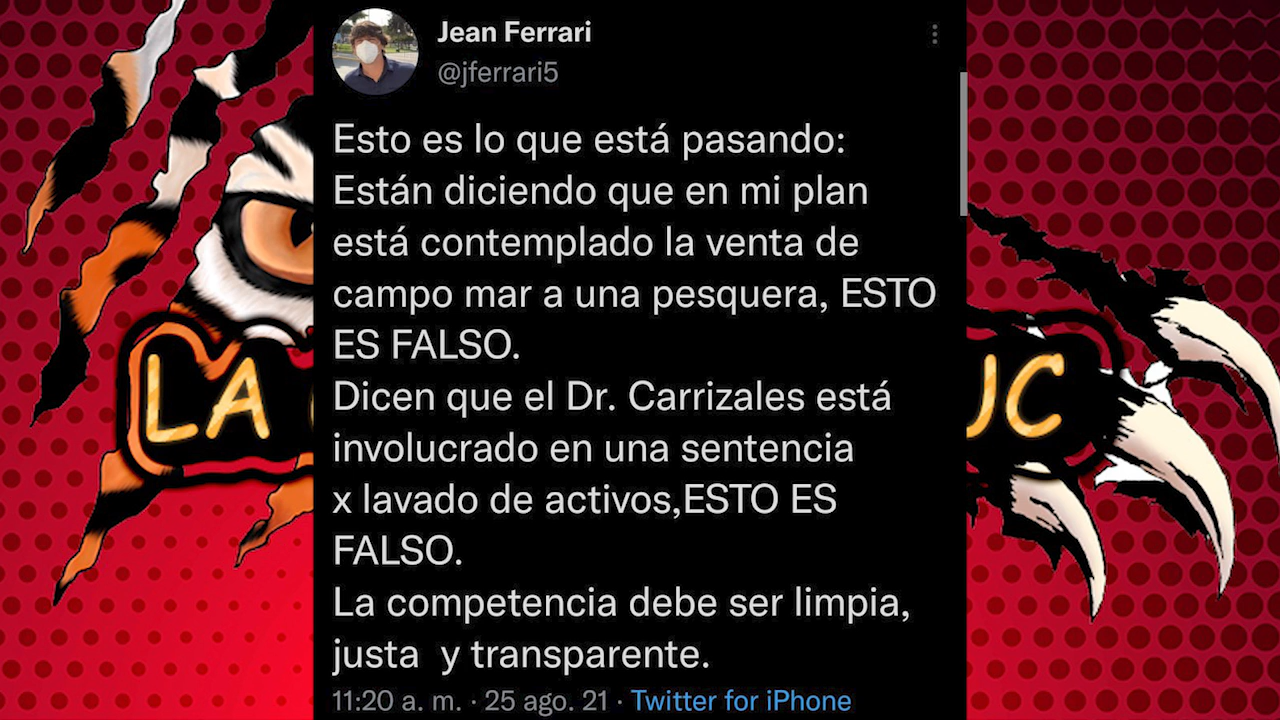 Jean Ferrari
@jferrari5
Esto es lo que está pasando:
Están diciendo que en mi plan
está contemplado la venta de
campo mar a una pesquera, ESTO
ES FALSO.
Dicen que el Dr. Carrizales está
involucrado en una sentencia
x lavado de activos,ESTO ES
FALSO.
La competencia debe ser limpia,
justa  y transparente.
11:20 a. m. · 25 ago. 21 · Twitter for iPhone
LA
UC